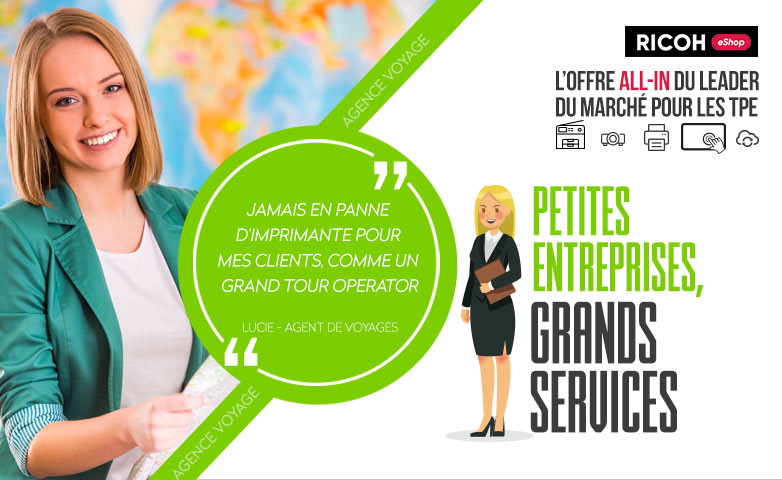 AGENCE VOYAGE
RICOH eShop
L'OFFRE ALL-IN DU LEADER
DU MARCHÉ POUR LES TPE
”
JAMAIS EN PANNE
D'IMPRIMANTE POUR
MES CLIENTS, COMME UN
GRAND TOUR OPERATOR
LUCIE - AGENT DE VOYAGES
“
AGENCE VOYAGE
PETITES
ENTREPRISES,
GRANDS
SERVICES